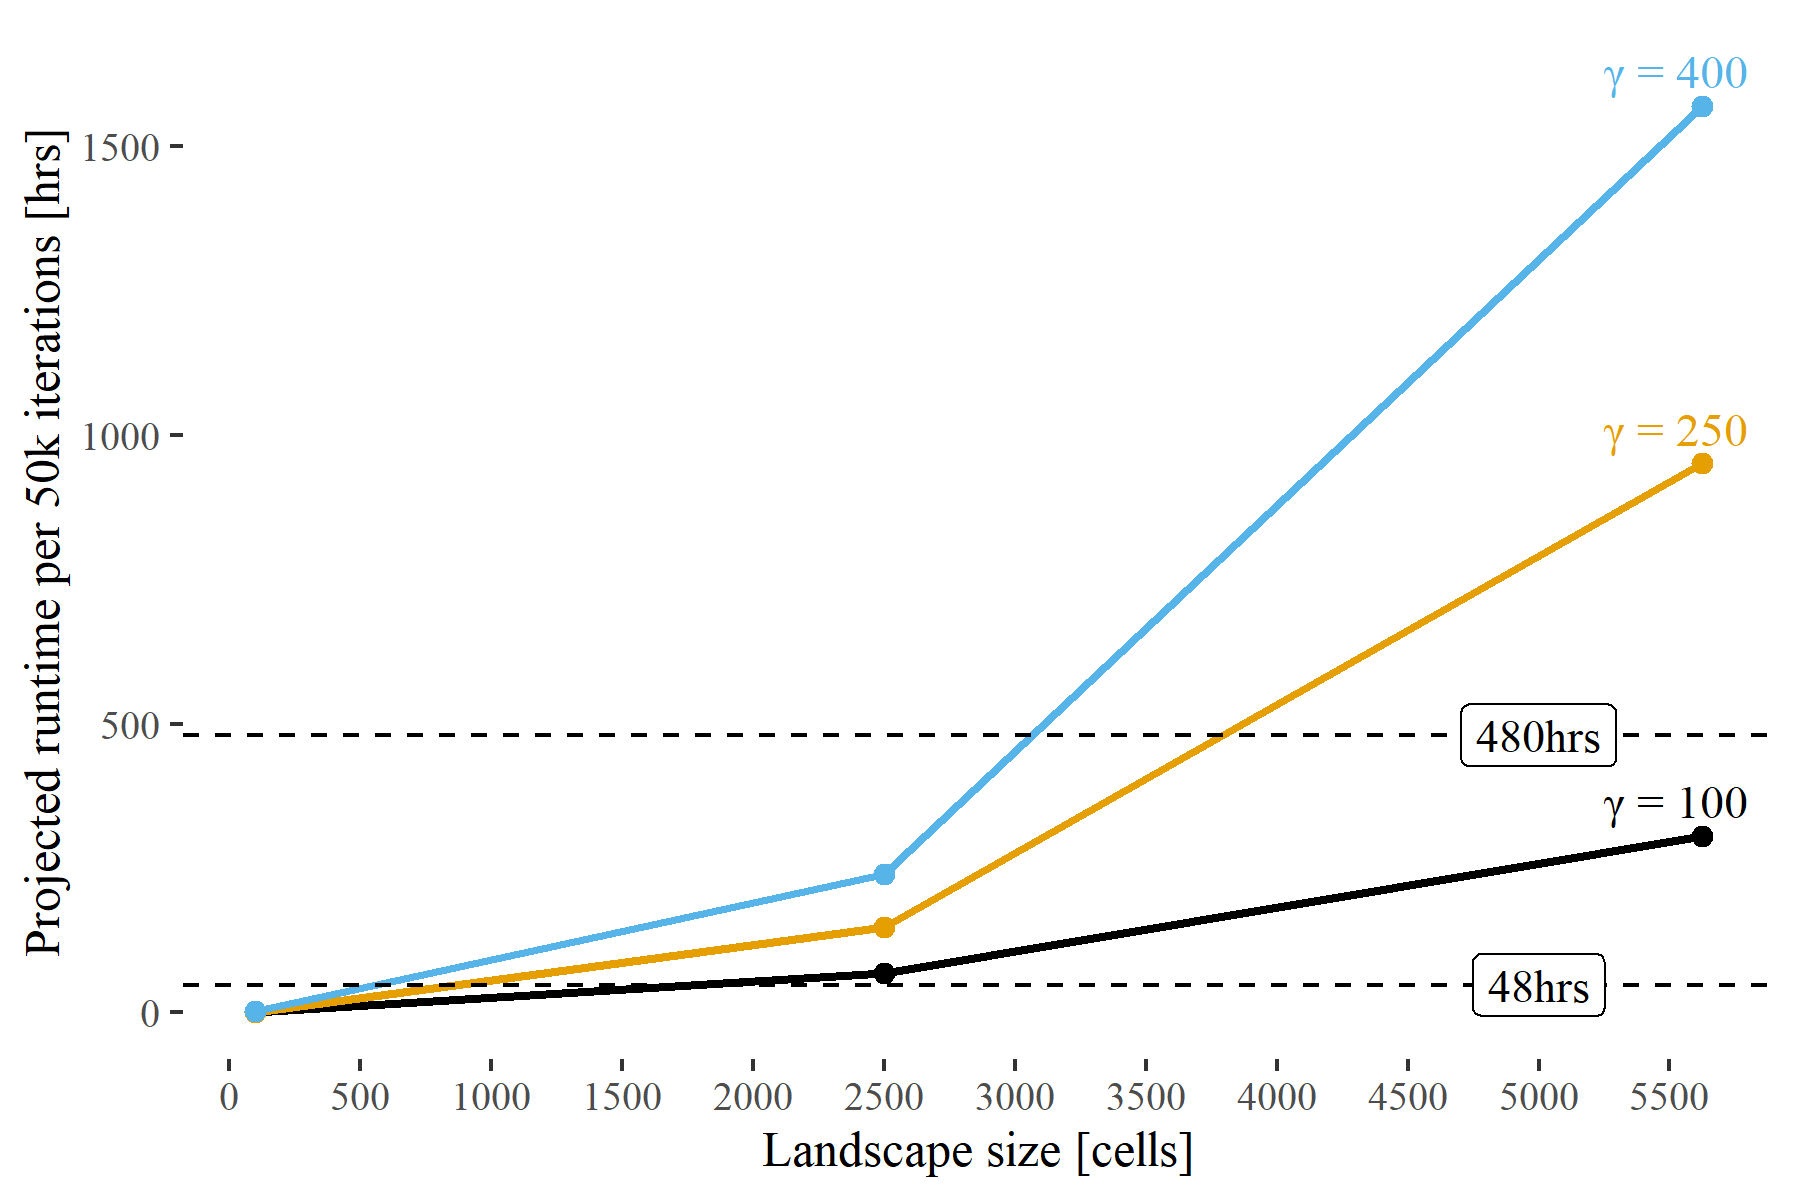 γ = 400
1500
1000
γ = 250
500
480hrs
γ = 100
48hrs
0
Projected runtime per 50k iterations [hrs]
0 500 1000 1500 2000 2500 3000 3500 4000 4500 5000 5500
Landscape size [cells]